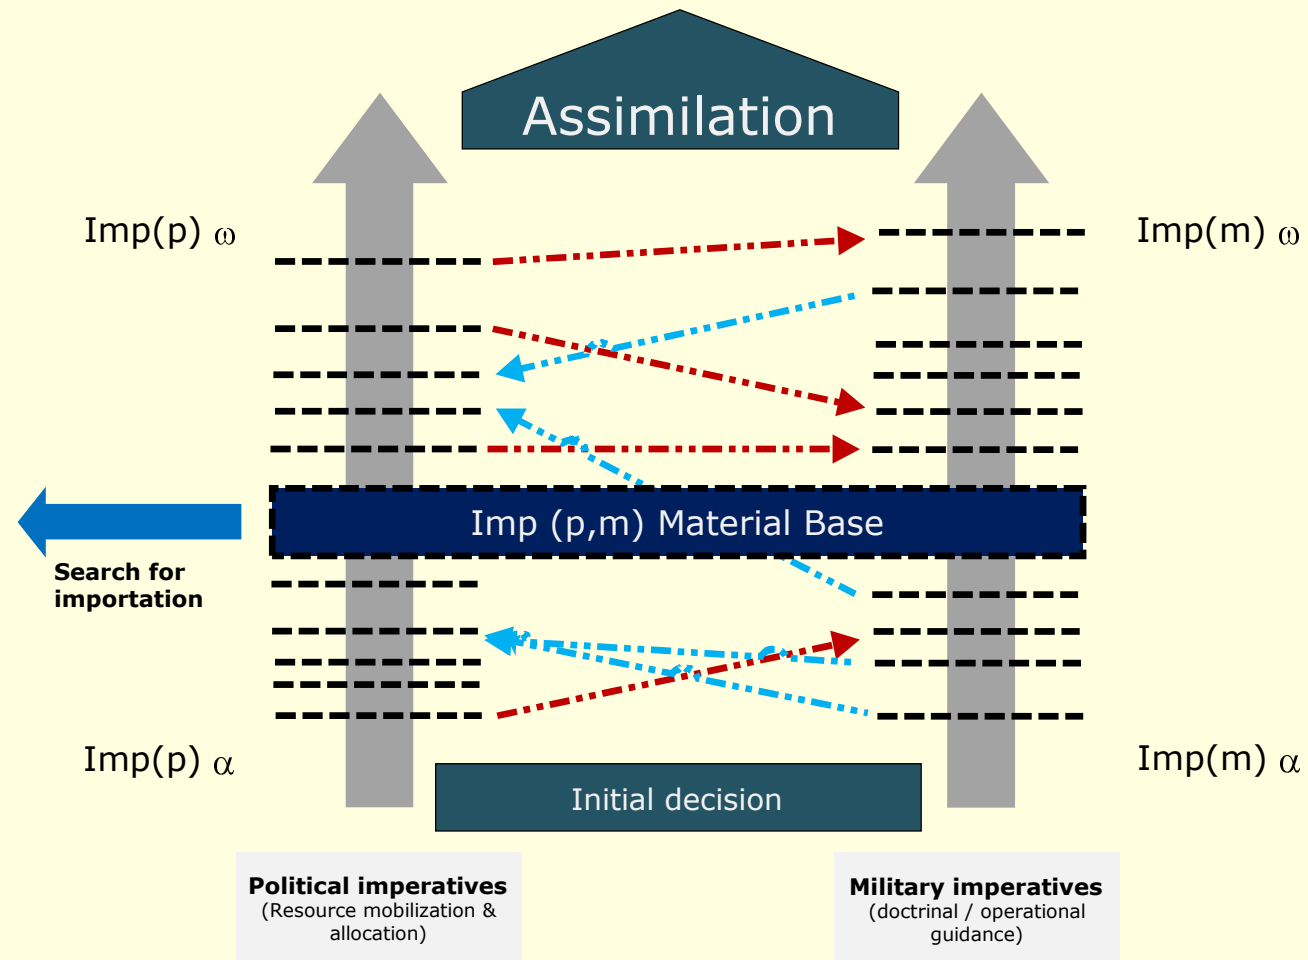 Assimilation
Imp(p) ω
Imp(m) ω
Imp (p,m) Material Base
Search for
importation
Imp(p) α
Imp(m) α
Initial decision
Political imperatives
(Resource mobilization &
allocation)
Military imperatives
(doctrinal / operational
guidance)